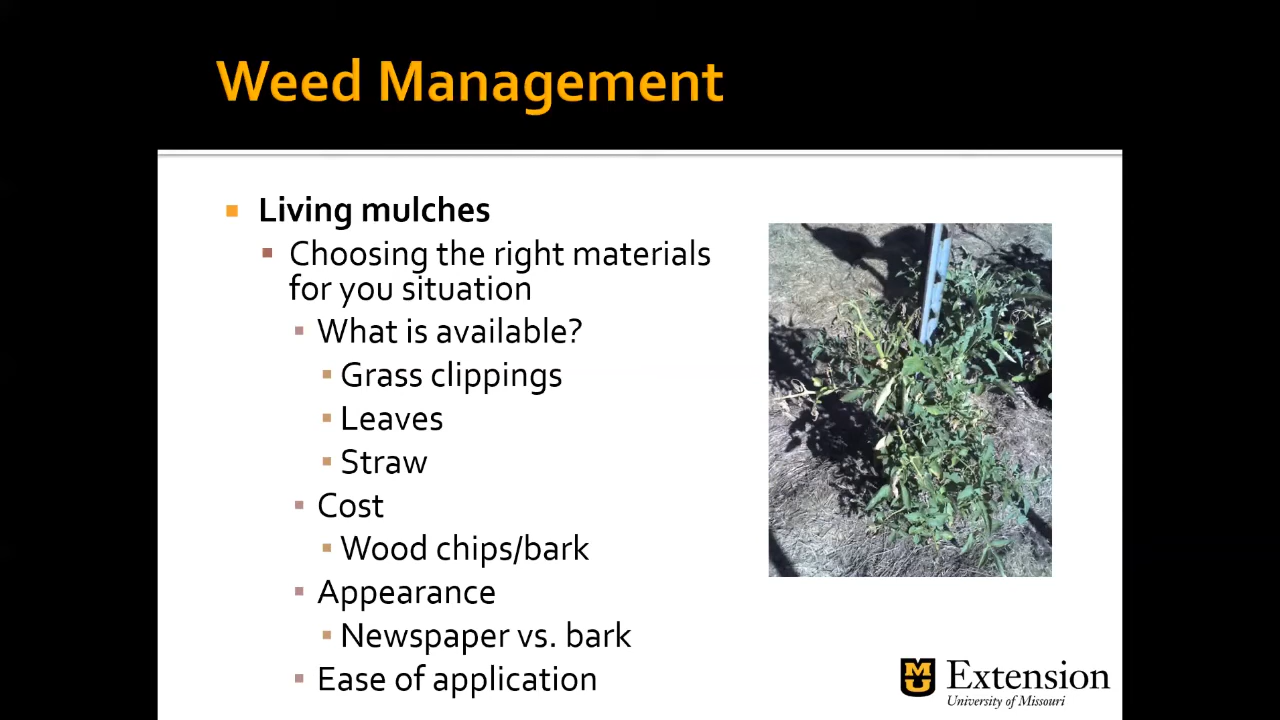 Weed Management
Living mulches
Choosing the right materials
for you situation
What is available?
Grass clippings
Leaves
Straw
Cost
Wood chips/bark
Appearance
Newspaper vs. bark
Ease of application
MU Extension
University of Missouri